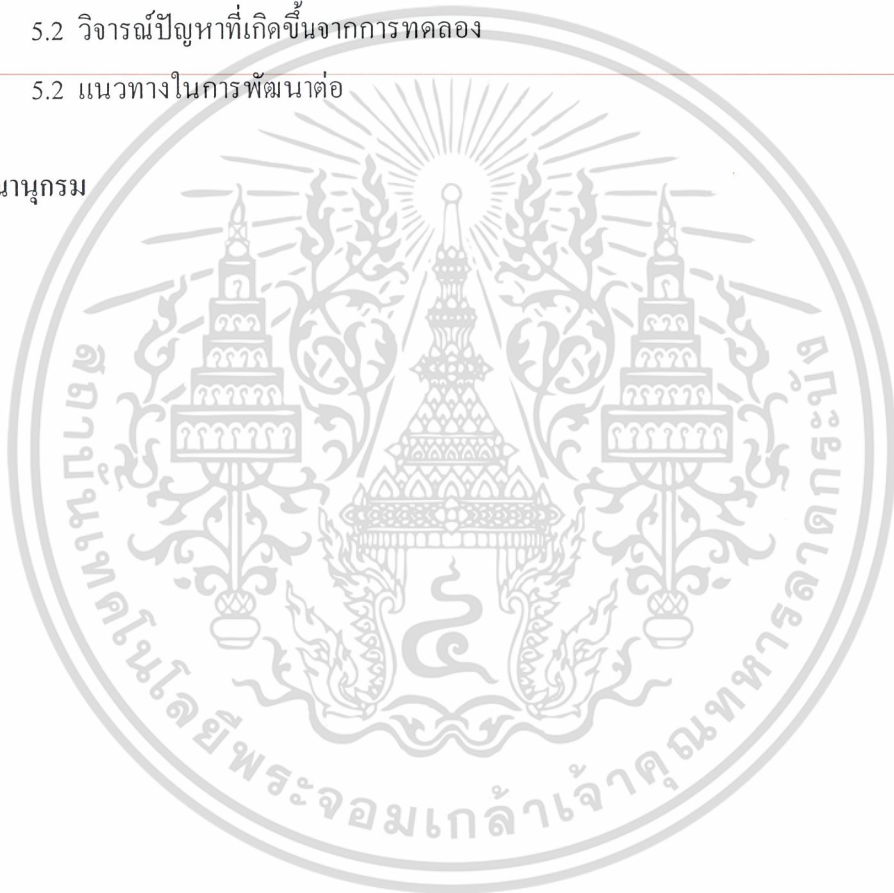 5.2 วิจารณ์ปัญหาที่เกิดขึ้นจากการทดลอง
5.2 แนวทางในการพัฒนาต่อ
นานุกรม
สถาบันเทคโนโลยีพระจอมเกล้าเจ้าคุณทหารลาดกระบัง
๔